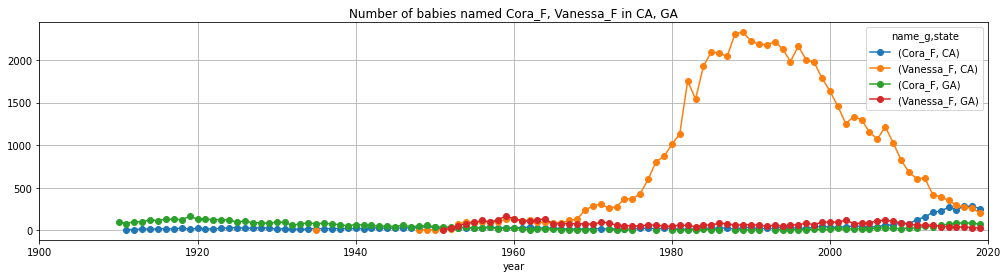 Number of babies named Cora_F, Vanessa_F in CA, GA
name_g,state
(Cora_F, CA)
(Vanessa_F, CA)
(Cora_F, GA)
(Vanessa_F, GA)
2000
1500
1000
500
0
1900
1920
1940
1960
1980
2000
2020
year